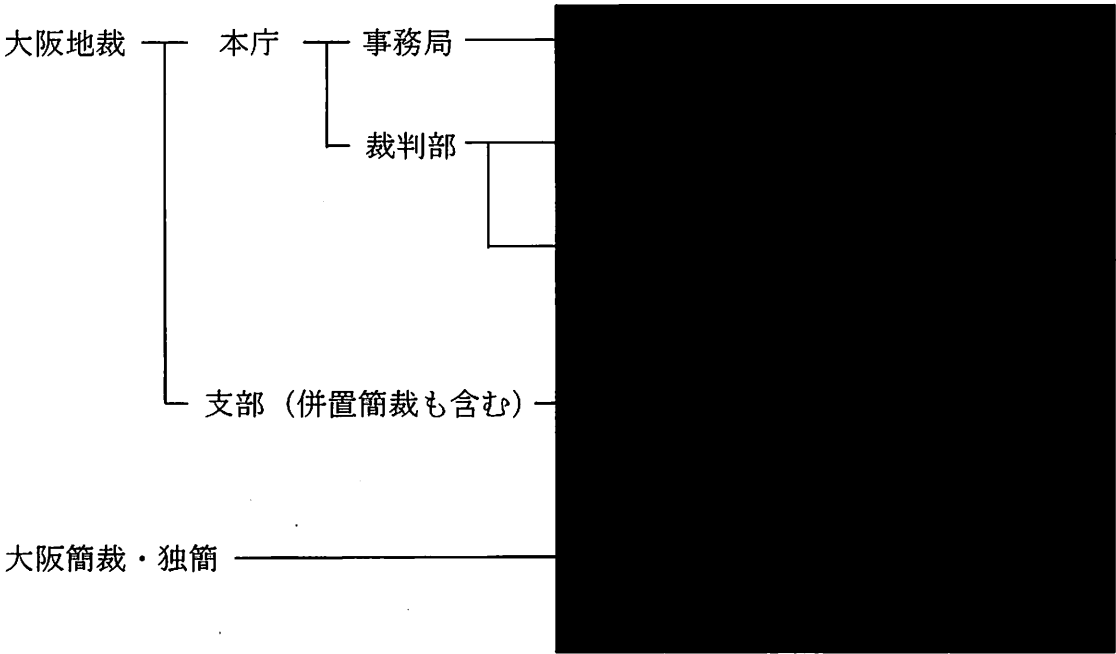 大阪地裁 本庁 事務局
裁判部
支部（併置簡裁も含む）
大阪簡裁・独簡